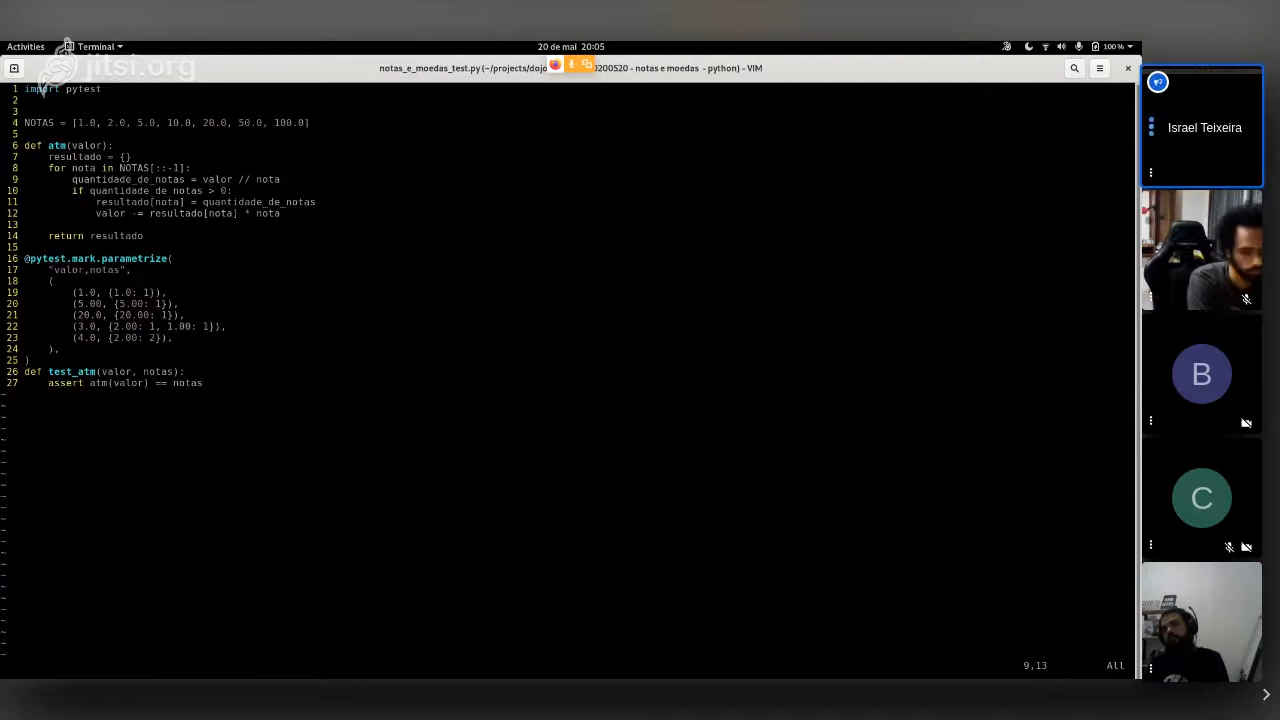 Activities Terminal 20 de mai 20:05 100 %
jitsi.org
notas_e_moedas_test.py (~/projects/dojo 0200520 - notas e moedas - python) - VIM
1 import pytest
2
3
4 NOTAS = [1.0, 2.0, 5.0, 10.0, 20.0, 50.0, 100.0]
5
6 def atm(valor):
7 resultado = {}
8 for nota in NOTAS[::-1]:
9 quantidade_de_notas = valor // nota
10 if quantidade_de_notas > 0:
11 resultado[nota] = quantidade_de_notas
12 valor -= resultado[nota] * nota
13
14 return resultado
15
16 @pytest.mark.parametrize(
17 "valor,notas",
18 (
19 (1.0, {1.0: 1}),
20 (5.00, {5.00: 1}),
21 (20.0, {20.00: 1}),
22 (3.0, {2.00: 1, 1.00: 1}),
23 (4.0, {2.00: 2}),
24 ),
25 )
26 def test_atm(valor, notas):
27 assert atm(valor) == notas
9,13 All
Israel Teixeira
B
C